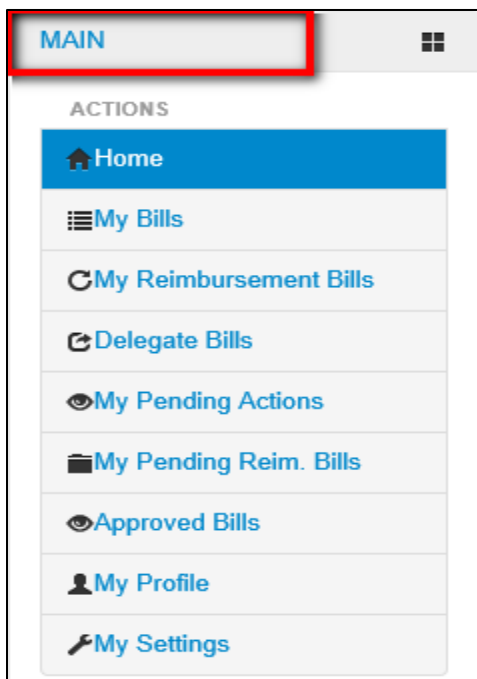 MAIN
ACTIONS
Home
My Bills
My Reimbursement Bills
Delegate Bills
My Pending Actions
My Pending Reim. Bills
Approved Bills
My Profile
My Settings